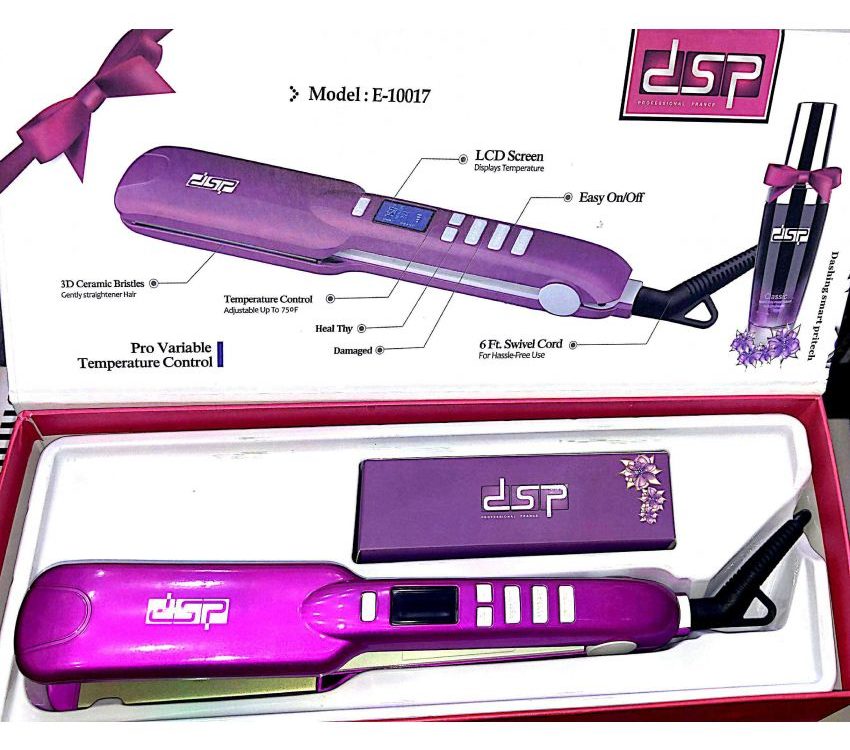 Model : E-10017
dsp
PROFESSIONAL FRANCE
dsp
LCD Screen
Displays Temperature
Easy On/Off
dsp
Classic
Dashing smart pritech
3D Ceramic Bristles
Gently straightener Hair
Temperature Control
Adjustable Up To 750F
Heal Thy
Damaged
6 Ft. Swivel Cord
For Hassle-Free Use
Pro Variable
Temperature Control
dsp
PROFESSIONAL FRANCE
dsp